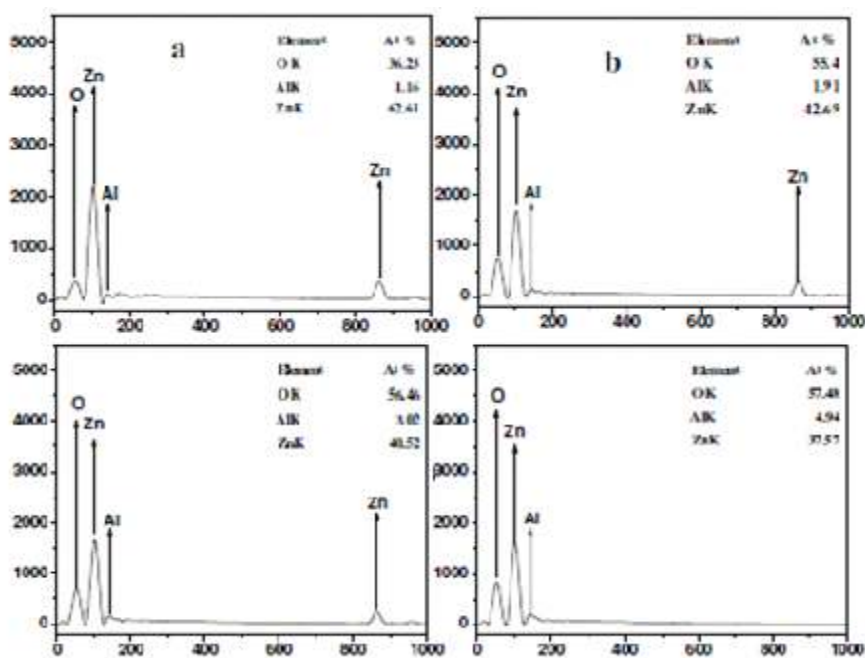 a
Element At %
O K 36.23
AlK 1.16
ZnK 62.61
O
Zn
Al
Zn
5000
4000
3000
2000
1000
0
0 200 400 600 800 1000
b
Element At %
O K 55.4
AlK 1.91
ZnK 42.69
O
Zn
Al
Zn
5000
4000
3000
2000
1000
0
0 200 400 600 800 1000
Element At %
O K 56.46
AlK 3.02
ZnK 40.52
O
Zn
Al
Zn
5000
4000
3000
2000
1000
0
0 200 400 600 800 1000
Element At %
O K 57.48
AlK 4.94
ZnK 37.57
O
Zn
Al
5000
4000
3000
2000
1000
0
0 200 400 600 800 1000